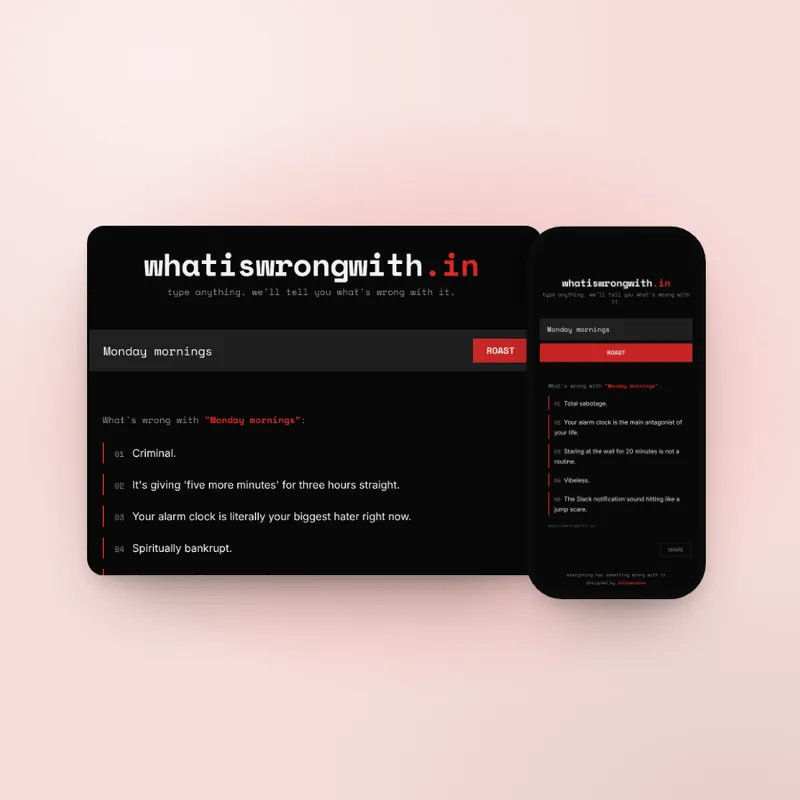 whatiswrongwith.in
type anything. we'll tell you what's wrong with it.
Monday mornings
ROAST
What's wrong with "Monday mornings":
01 Criminal.
02 It's giving 'five more minutes' for three hours straight.
03 Your alarm clock is literally your biggest hater right now.
04 Spiritually bankrupt.
whatiswrongwith.in
type anything. we'll tell you what's wrong with
it.
Monday mornings
ROAST
What's wrong with "Monday mornings":
01 Total sabotage.
02 Your alarm clock is the main antagonist of
your life.
03 Staring at the wall for 20 minutes is not a
routine.
04 Vibeless.
05 The Slack notification sound hitting like a
jump scare.
whatiswrongwith.in
SHARE
everything has something wrong with it
designed by